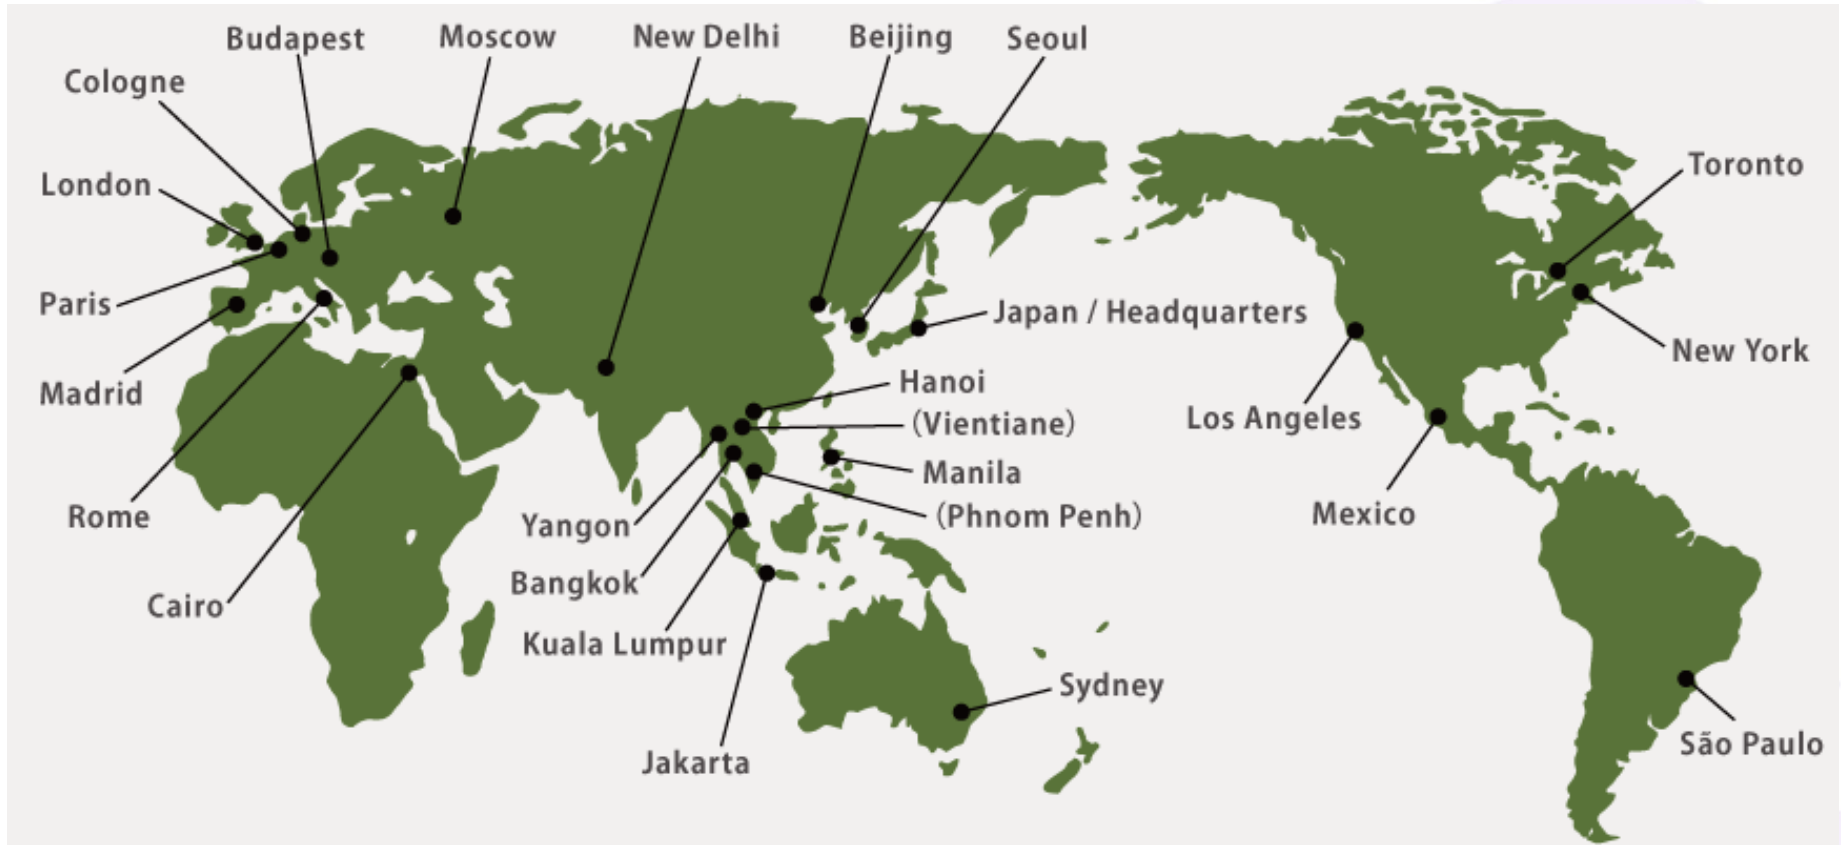 Budapest
Moscow
New Delhi
Beijing
Seoul
Cologne
London
Toronto
Paris
Japan / Headquarters
New York
Madrid
Hanoi
Los Angeles
(Vientiane)
Manila
Rome
Yangon
(Phnom Penh)
Mexico
Bangkok
Cairo
Kuala Lumpur
Sydney
Jakarta
São Paulo